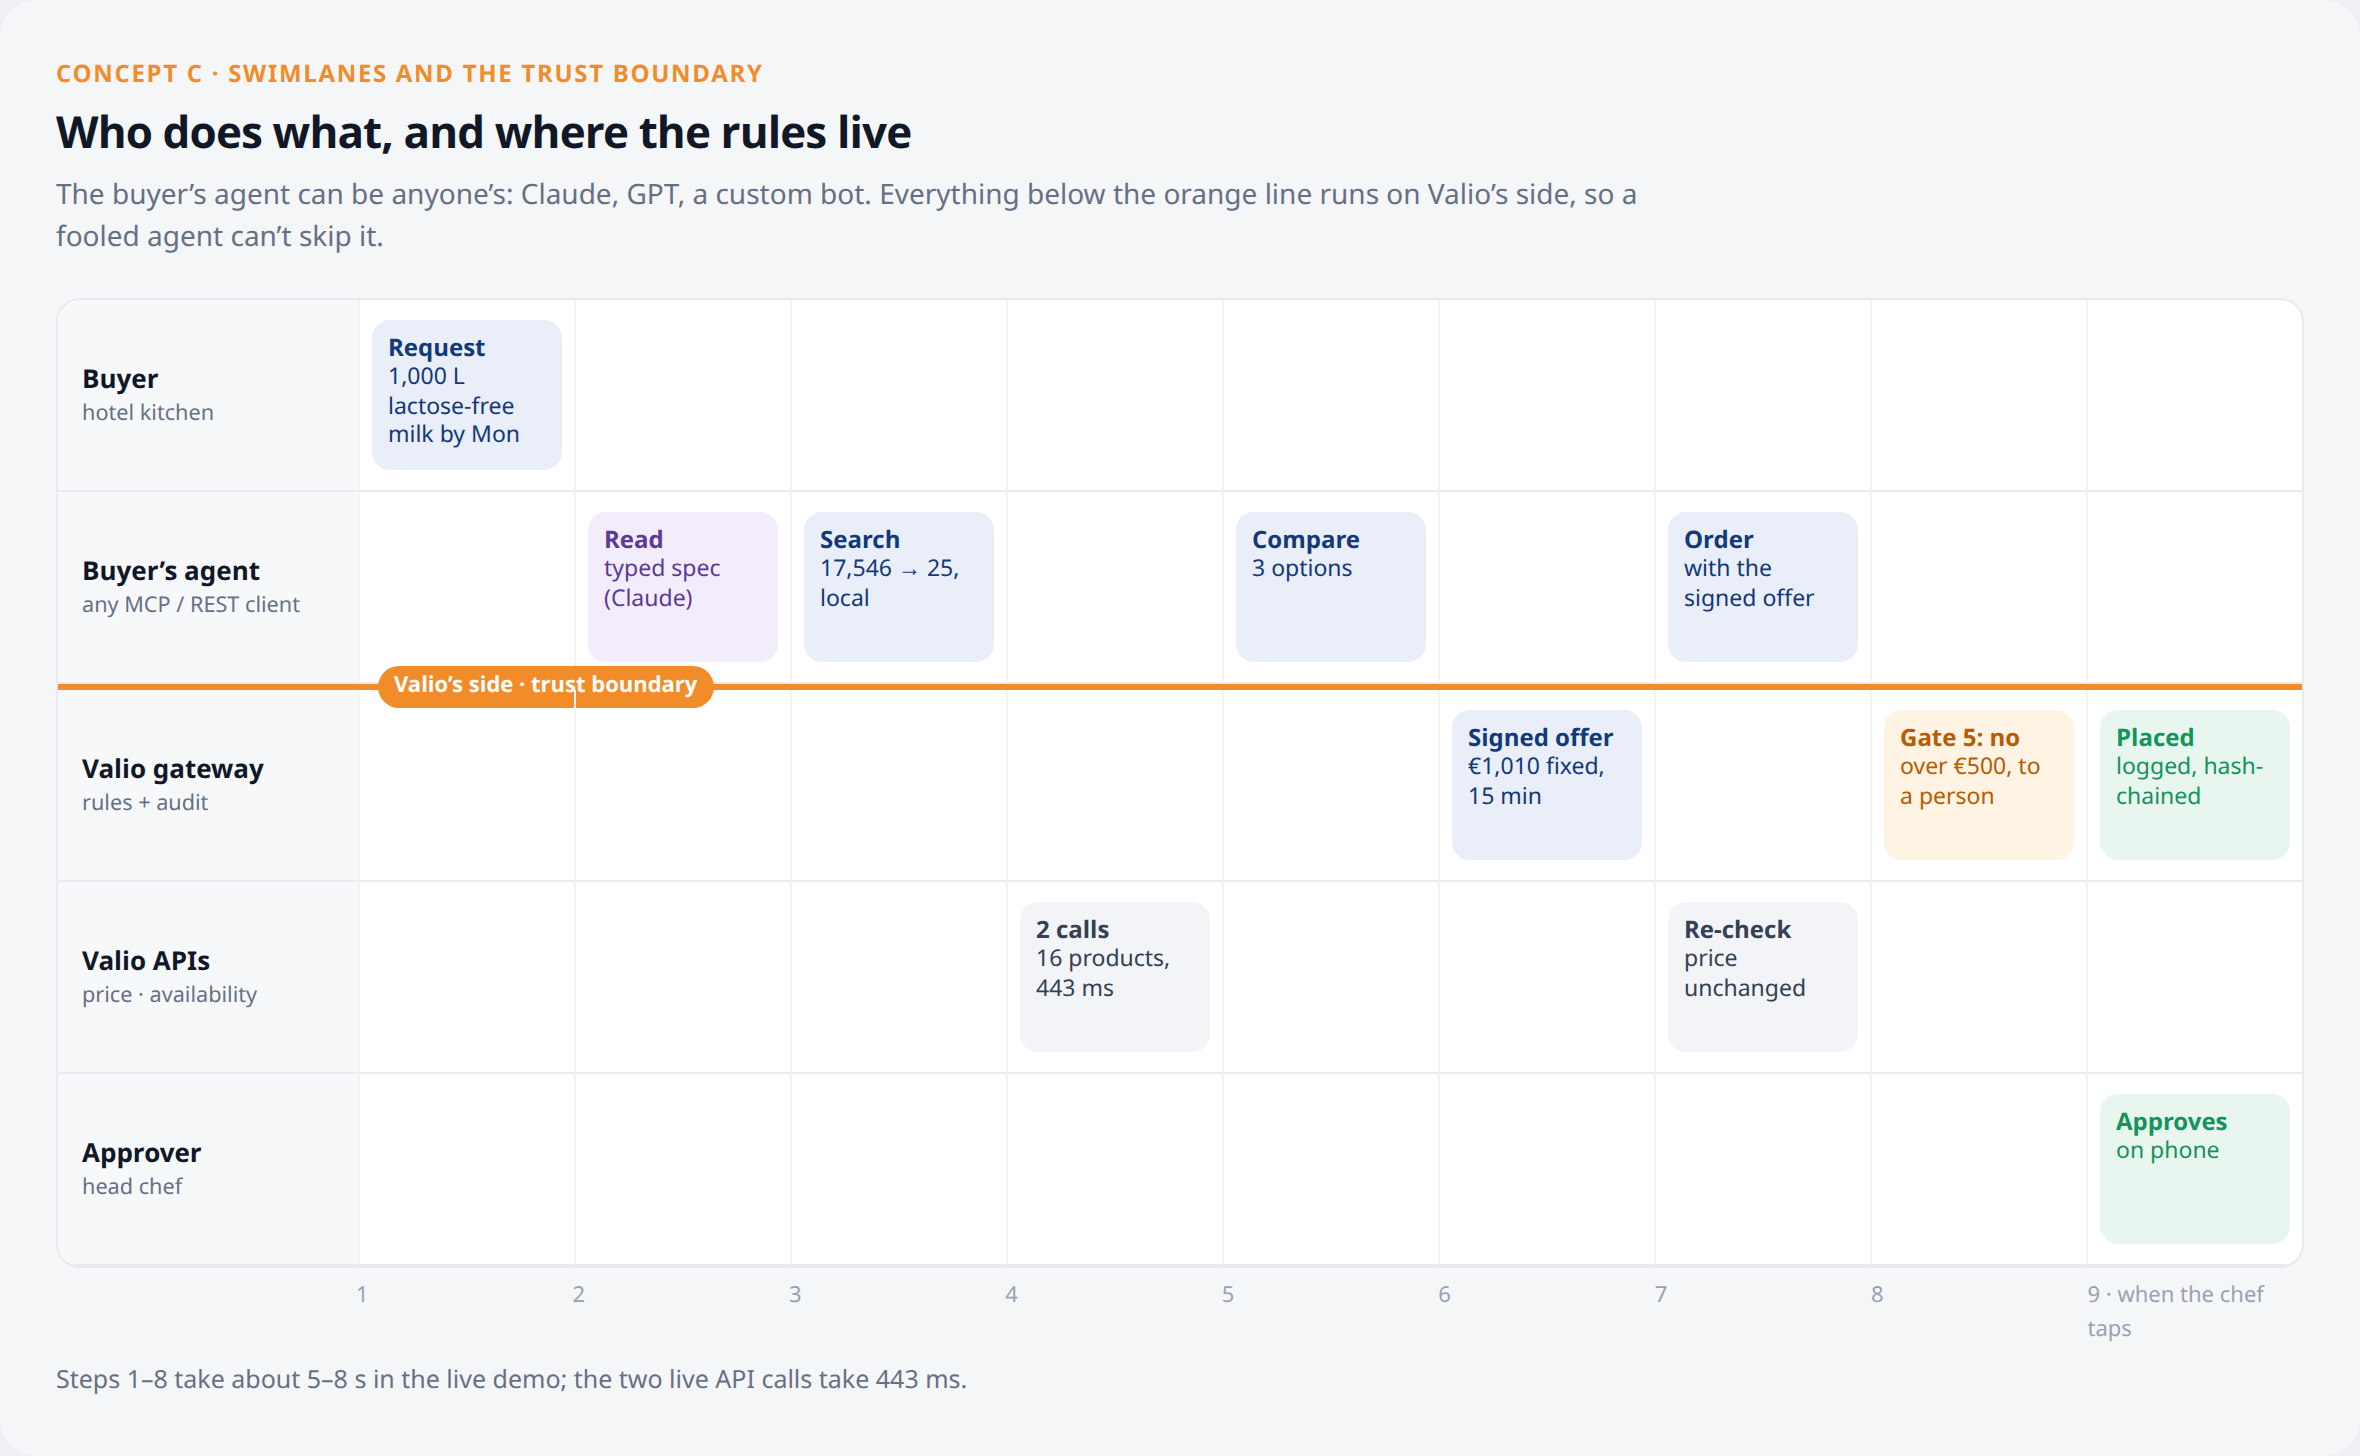 CONCEPT C · SWIMLANES AND THE TRUST BOUNDARY
Who does what, and where the rules live
The buyer’s agent can be anyone’s: Claude, GPT, a custom bot. Everything below the orange line runs on Valio’s side, so a
fooled agent can’t skip it.
Buyer
hotel kitchen
Request
1,000 L
lactose-free
milk by Mon
Buyer’s agent
any MCP / REST client
Read
typed spec
(Claude)
Search
17,546 → 25,
local
Compare
3 options
Order
with the
signed offer
Valio’s side · trust boundary
Valio gateway
rules + audit
Signed offer
€1,010 fixed,
15 min
Gate 5: no
over €500, to
a person
Placed
logged, hash-
chained
Valio APIs
price · availability
2 calls
16 products,
443 ms
Re-check
price
unchanged
Approver
head chef
Approves
on phone
1
2
3
4
5
6
7
8
9 · when the chef
taps
Steps 1–8 take about 5–8 s in the live demo; the two live API calls take 443 ms.